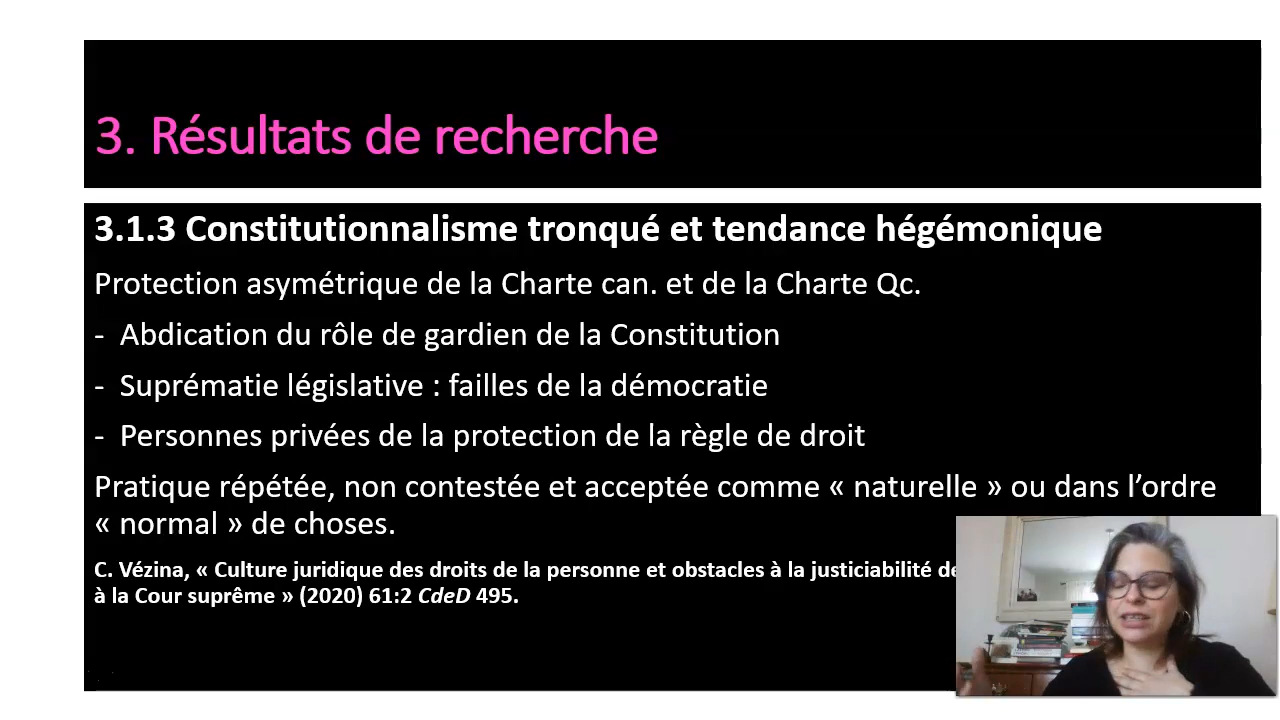 3. Résultats de recherche
3.1.3 Constitutionnalisme tronqué et tendance hégémonique
Protection asymétrique de la Charte can. et de la Charte Qc.
- Abdication du rôle de gardien de la Constitution
- Suprématie législative : failles de la démocratie
- Personnes privées de la protection de la règle de droit
Pratique répétée, non contestée et acceptée comme « naturelle » ou dans l’ordre
« normal » de choses.
C. Vézina, « Culture juridique des droits de la personne et obstacles à la justiciabilité
à la Cour suprême » (2020) 61:2 CdeD 495.